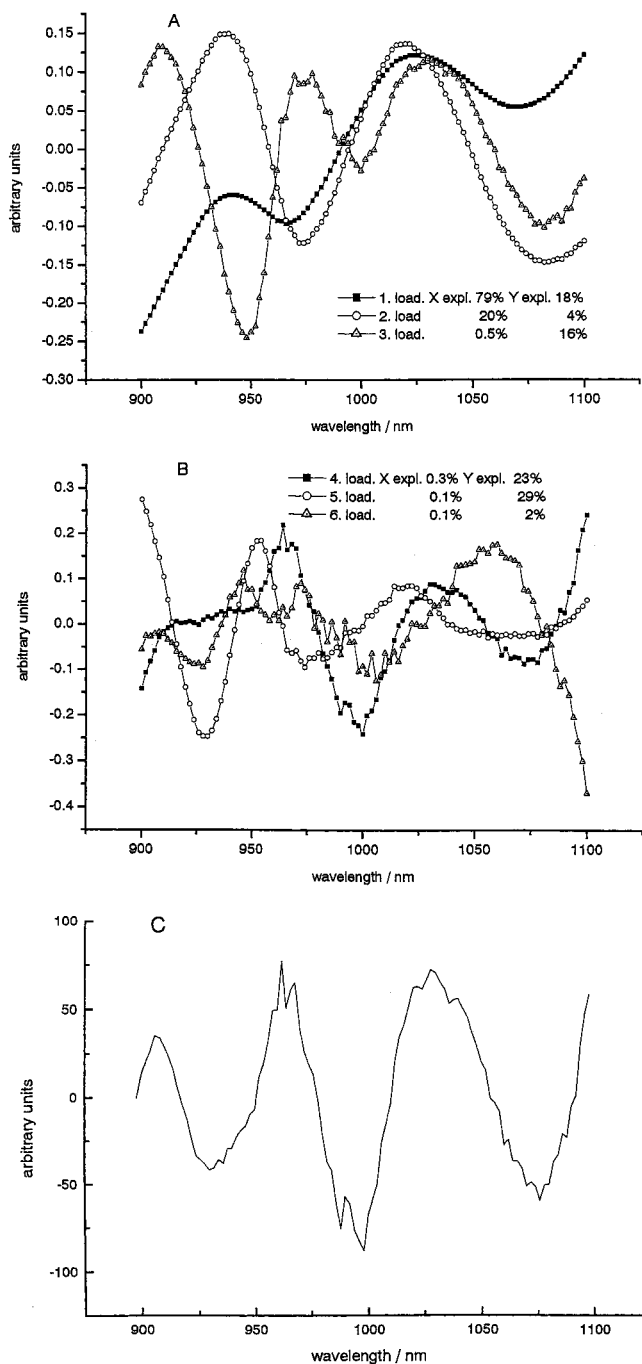 A
0.15
0.10
0.05
0.00
-0.05
-0.10
-0.15
-0.20
-0.25
-0.30
arbitrary units
1. load. X expl. 79% Y expl. 18%
2. load 20% 4%
3. load. 0.5% 16%
900 950 1000 1050 1100
wavelength / nm
B
0.3
0.2
0.1
0.0
-0.1
-0.2
-0.3
-0.4
arbitrary units
4. load. X expl. 0.3% Y expl. 23%
5. load. 0.1% 29%
6. load. 0.1% 2%
900 950 1000 1050 1100
wavelength / nm
C
100
50
0
-50
-100
arbitrary units
900 950 1000 1050 1100
wavelength / nm